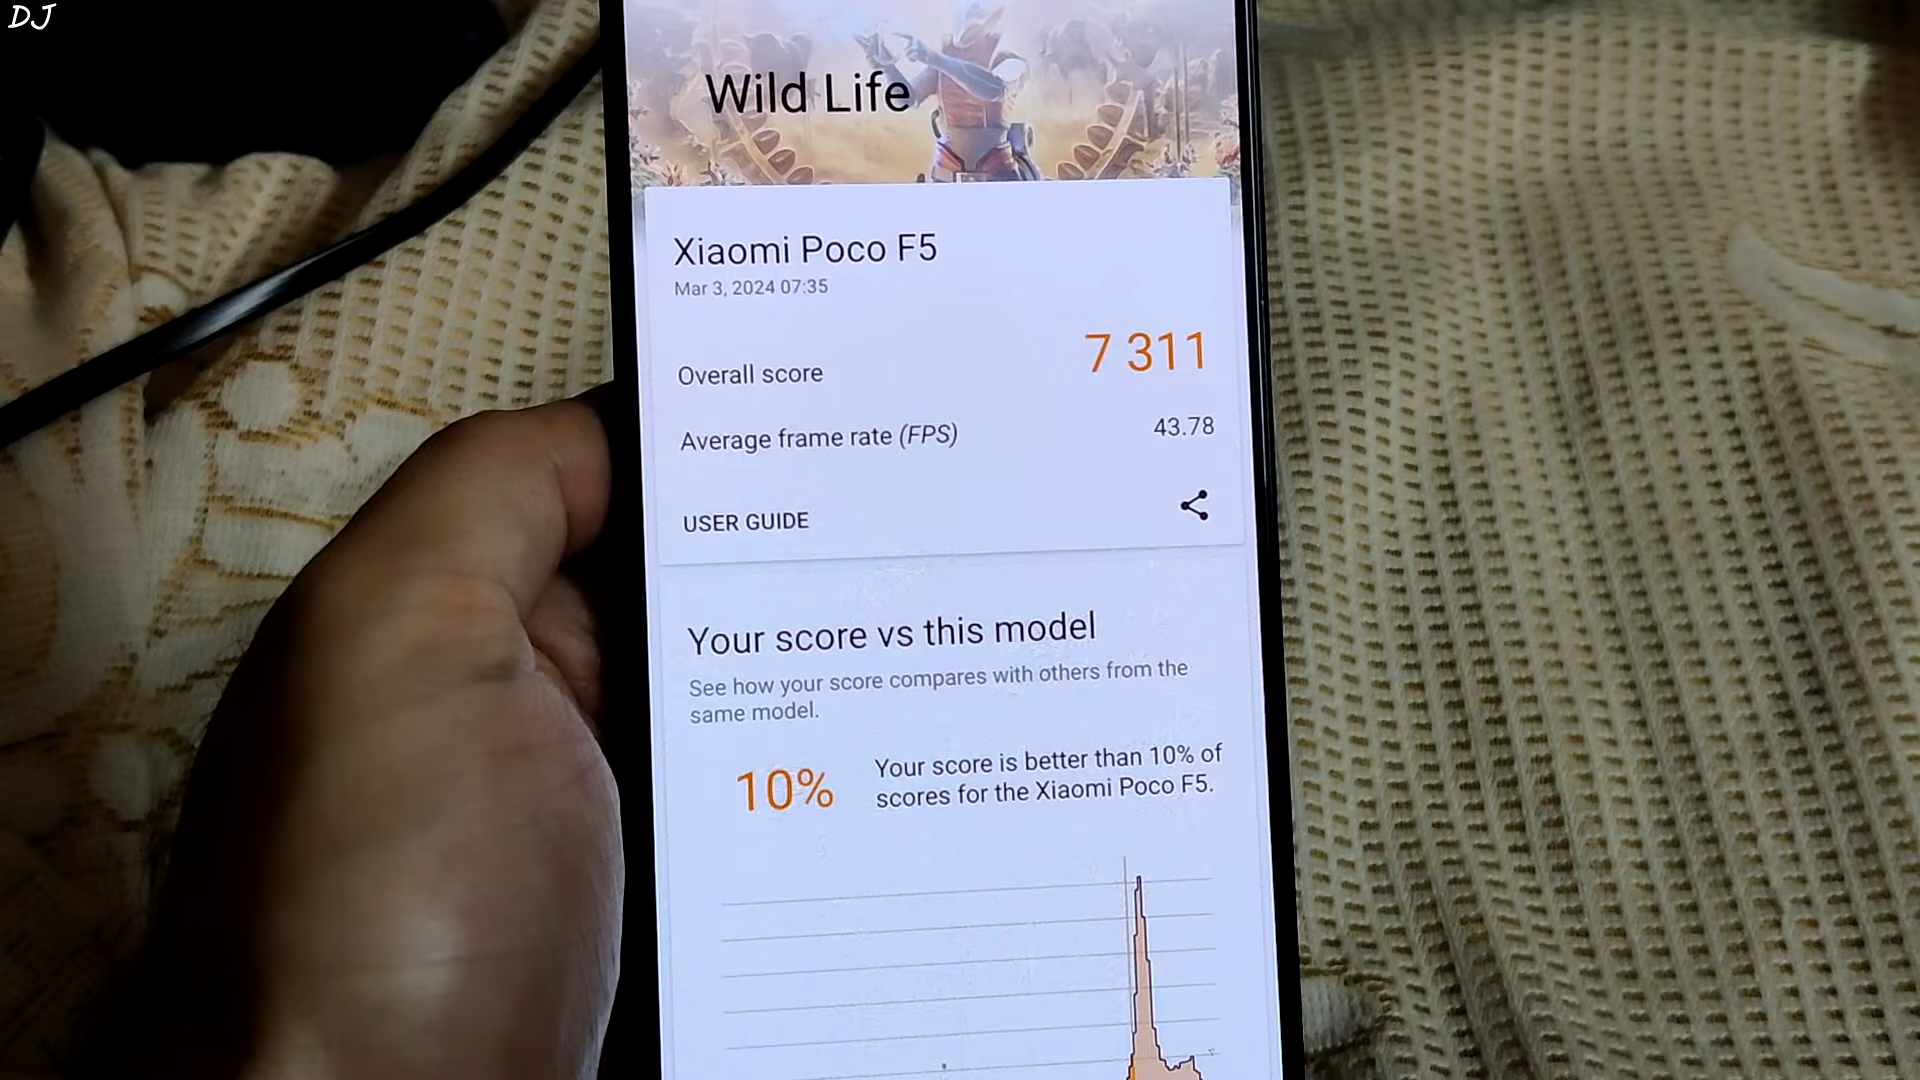 DJ
Wild Life
Xiaomi Poco F5
Mar 3, 2024 07:35
Overall score 7 311
Average frame rate (FPS) 43.78
USER GUIDE
Your score vs this model
See how your score compares with others from the
same model.
10%
Your score is better than 10% of
scores for the Xiaomi Poco F5.